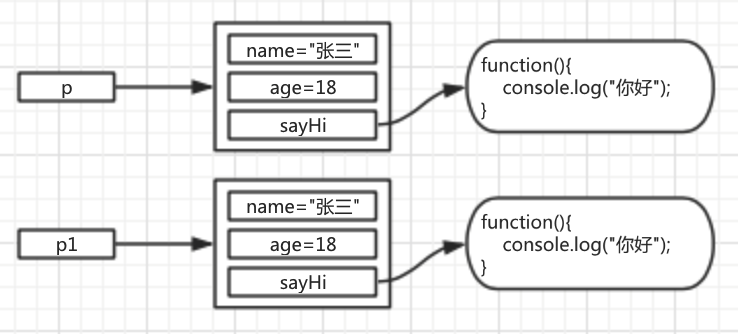 name="张三"
p
age=18
sayHi
function(){
console.log("你好");
}
name="张三"
p1
age=18
sayHi
function(){
console.log("你好");
}